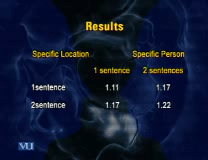 Results
Specific Location Specific Person
1 sentence 2 sentences
1sentence 1.11 1.17
2sentence 1.17 1.22
VU